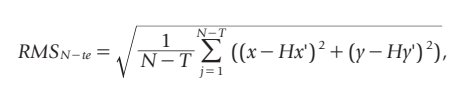 $RMS_{N-te} = \sqrt{\frac{1}{N-T} \sum_{j=1}^{N-T} ((x - Hx')^2 + (y - Hy')^2)},$